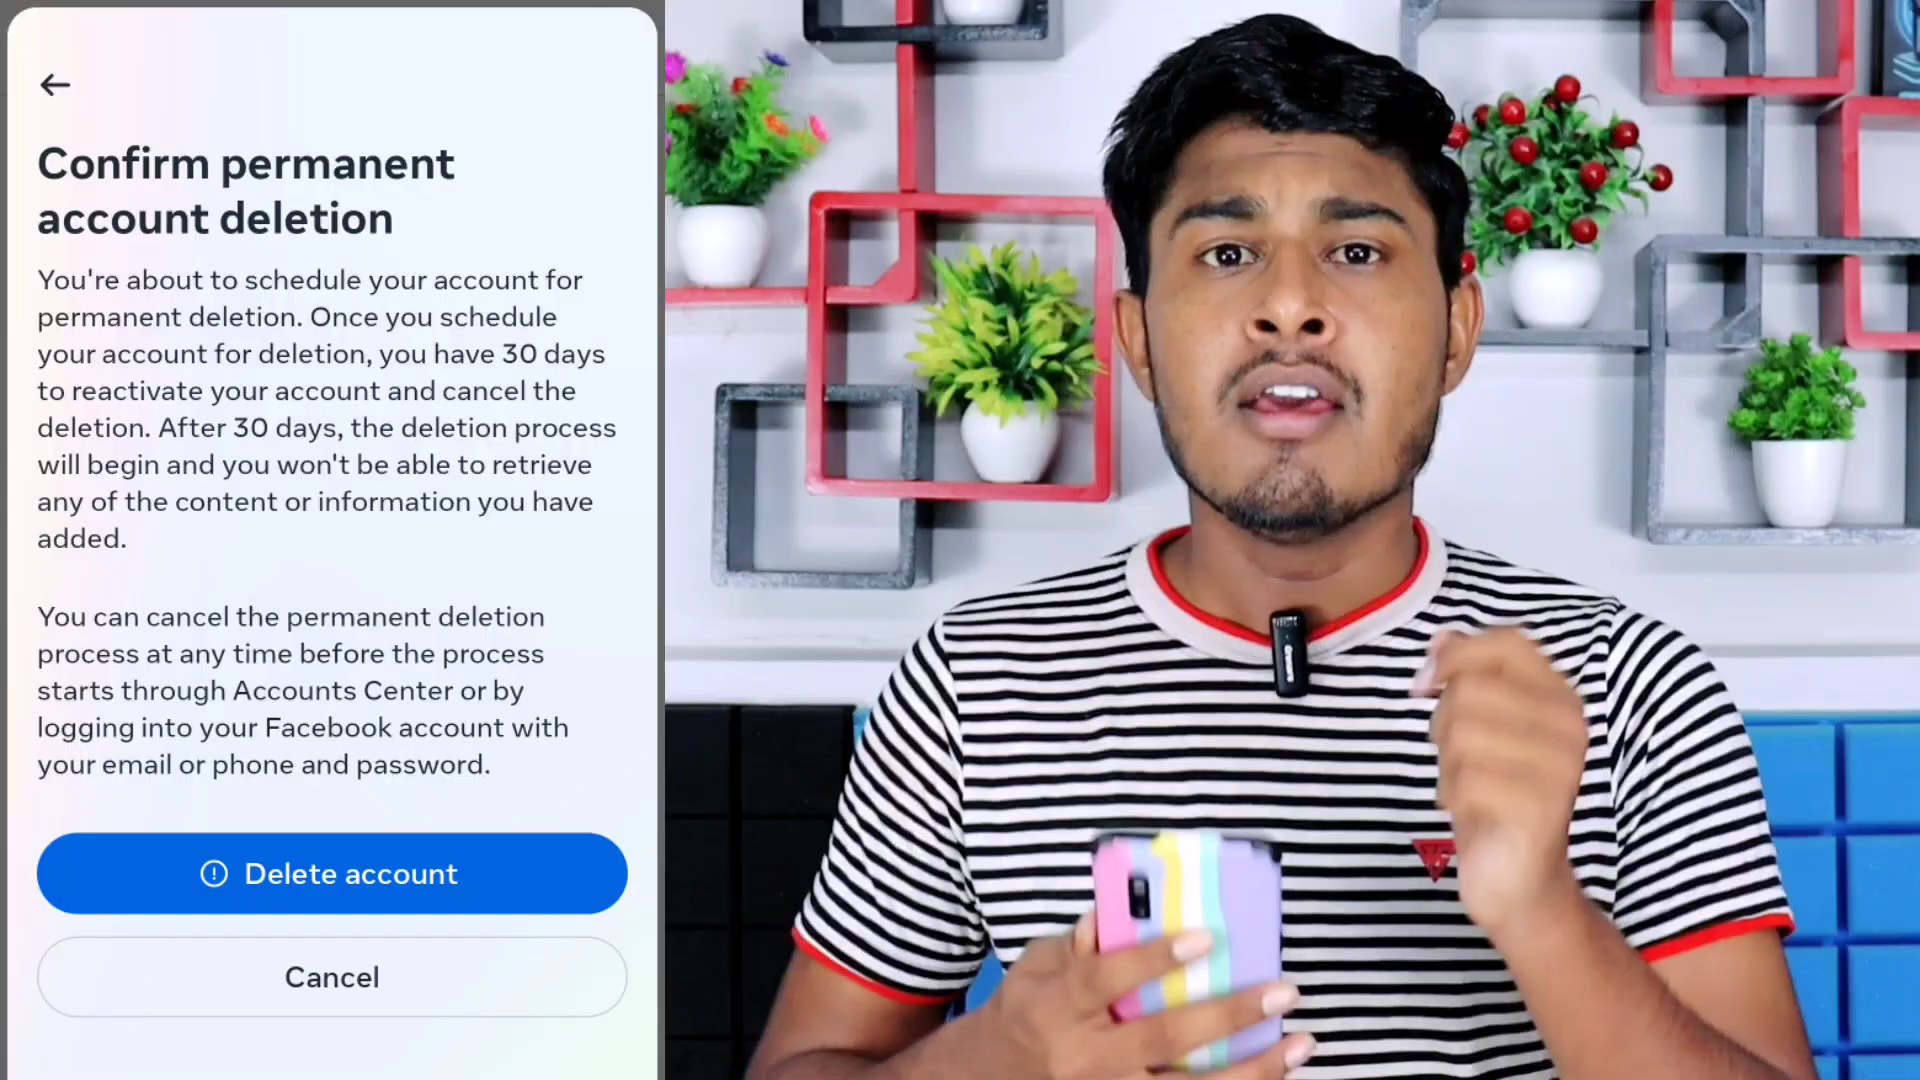 Confirm permanent
account deletion
You're about to schedule your account for
permanent deletion. Once you schedule
your account for deletion, you have 30 days
to reactivate your account and cancel the
deletion. After 30 days, the deletion process
will begin and you won't be able to retrieve
any of the content or information you have
added.
You can cancel the permanent deletion
process at any time before the process
starts through Accounts Center or by
logging into your Facebook account with
your email or phone and password.
Delete account
Cancel